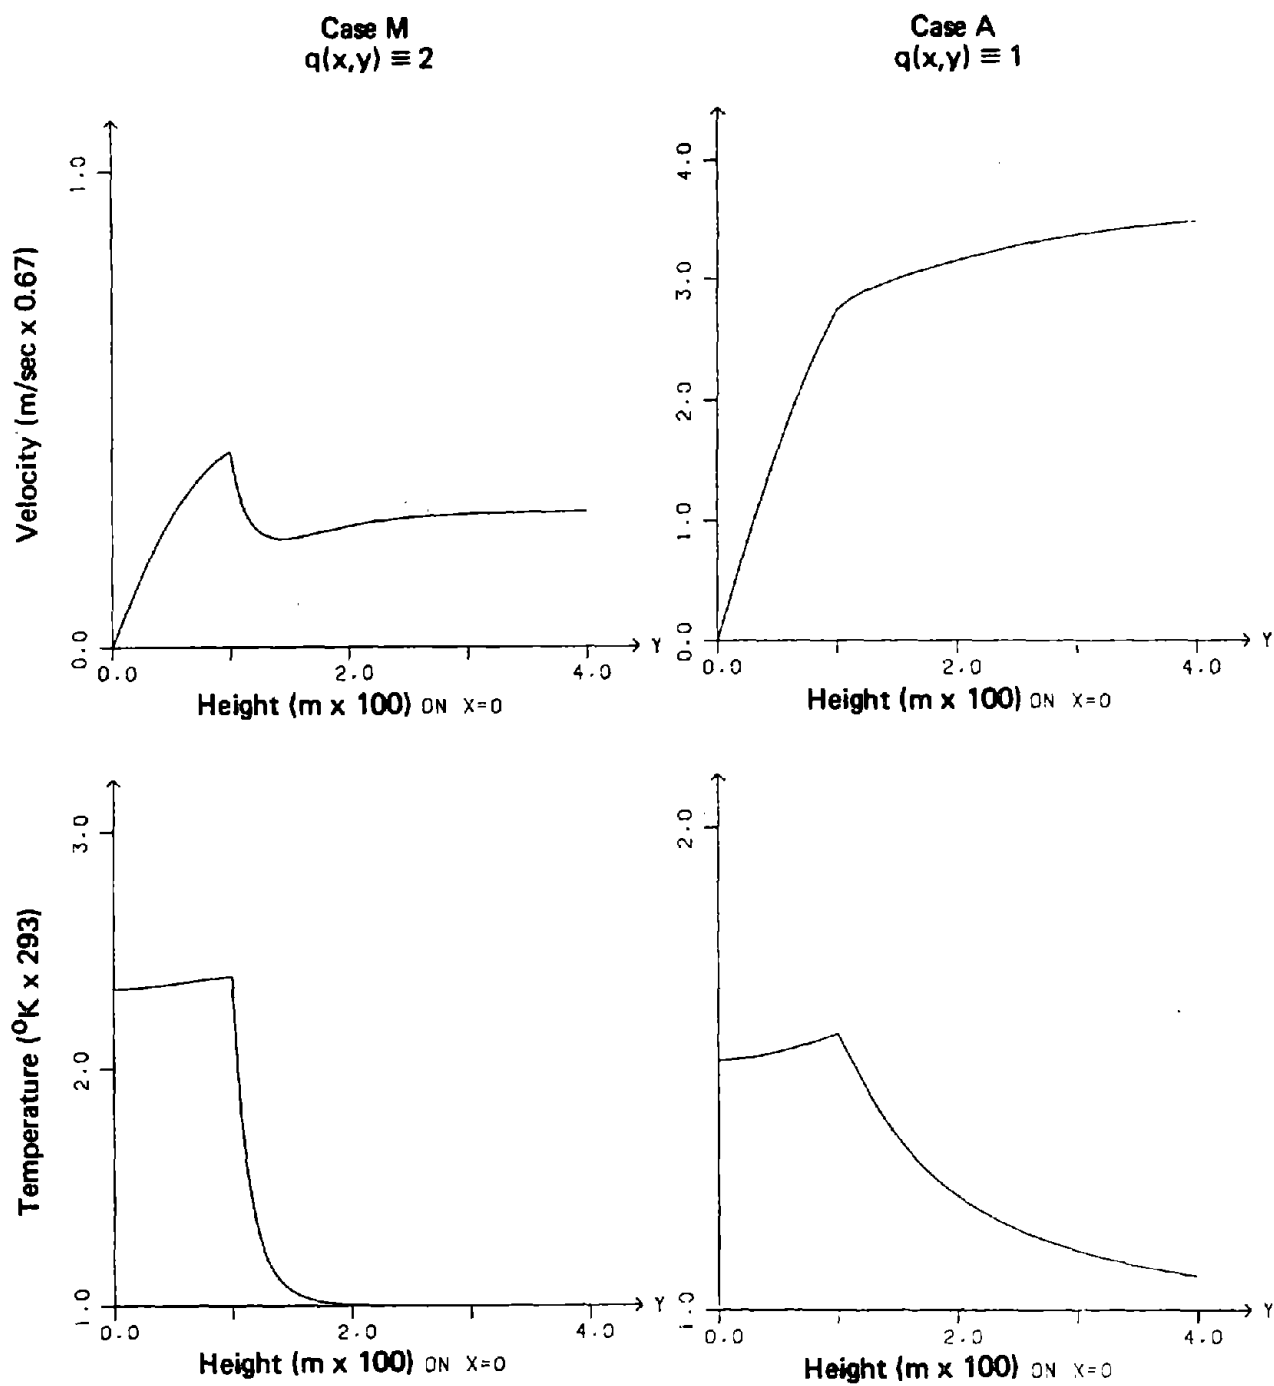 Case M
q(x,y) ≡ 2
Case A
q(x,y) ≡ 1
Velocity (m/sec x 0.67)
1.0
0.0
0.0
2.0
4.0
Y
Height (m x 100) ON X=0
4.0
3.0
2.0
1.0
0.0
0.0
2.0
4.0
Y
Height (m x 100) ON X=0
Temperature (°K x 293)
3.0
2.0
1.0
0.0
2.0
4.0
Y
Height (m x 100) ON X=0
2.0
1.0
0.0
2.0
4.0
Y
Height (m x 100) ON X=0